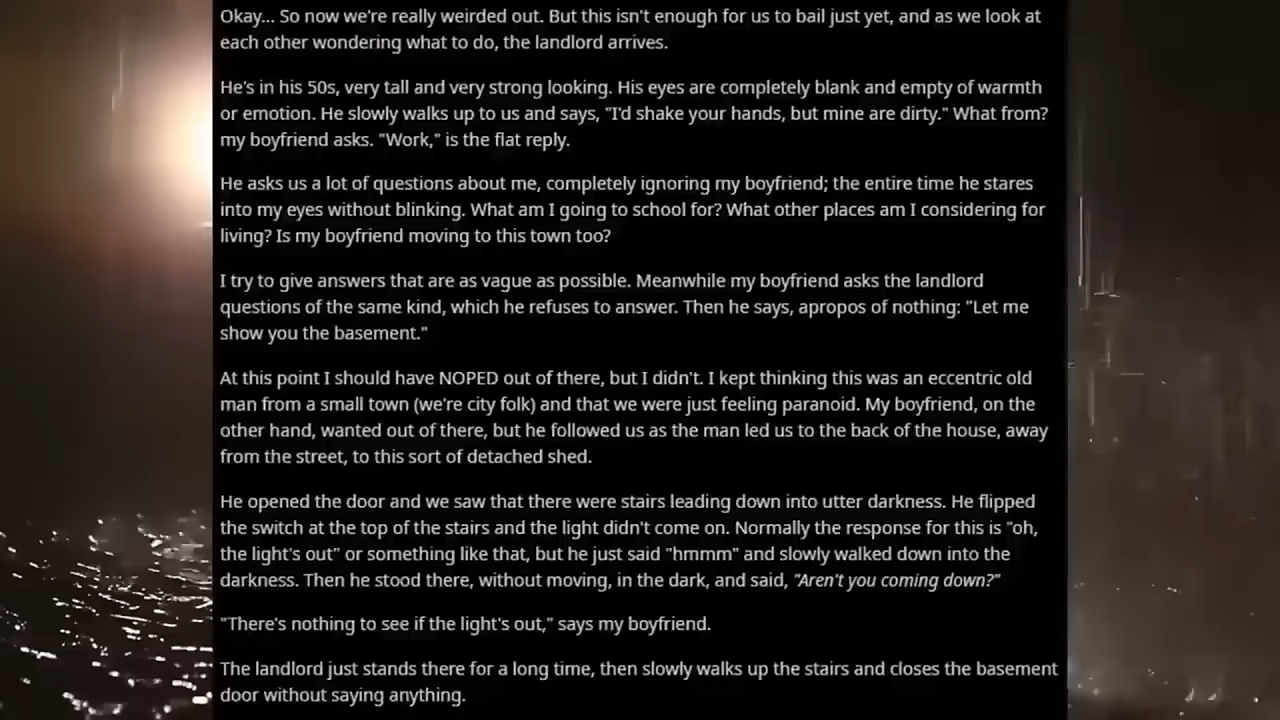 Okay... So now we're really weirded out. But this isn't enough for us to bail just yet, and as we look at
each other wondering what to do, the landlord arrives.
He's in his 50s, very tall and very strong looking. His eyes are completely blank and empty of warmth
or emotion. He slowly walks up to us and says, "I'd shake your hands, but mine are dirty." What from?
my boyfriend asks. "Work," is the flat reply.
He asks us a lot of questions about me, completely ignoring my boyfriend; the entire time he stares
into my eyes without blinking. What am I going to school for? What other places am I considering for
living? Is my boyfriend moving to this town too?
I try to give answers that are as vague as possible. Meanwhile my boyfriend asks the landlord
questions of the same kind, which he refuses to answer. Then he says, apropos of nothing: "Let me
show you the basement."
At this point I should have NOPED out of there, but I didn't. I kept thinking this was an eccentric old
man from a small town (we're city folk) and that we were just feeling paranoid. My boyfriend, on the
other hand, wanted out of there, but he followed us as the man led us to the back of the house, away
from the street, to this sort of detached shed.
He opened the door and we saw that there were stairs leading down into utter darkness. He flipped
the switch at the top of the stairs and the light didn't come on. Normally the response for this is "oh,
the light's out" or something like that, but he just said "hmmm" and slowly walked down into the
darkness. Then he stood there, without moving, in the dark, and said, "Aren't you coming down?"
"There's nothing to see if the light's out," says my boyfriend.
The landlord just stands there for a long time, then slowly walks up the stairs and closes the basement
door without saying anything.